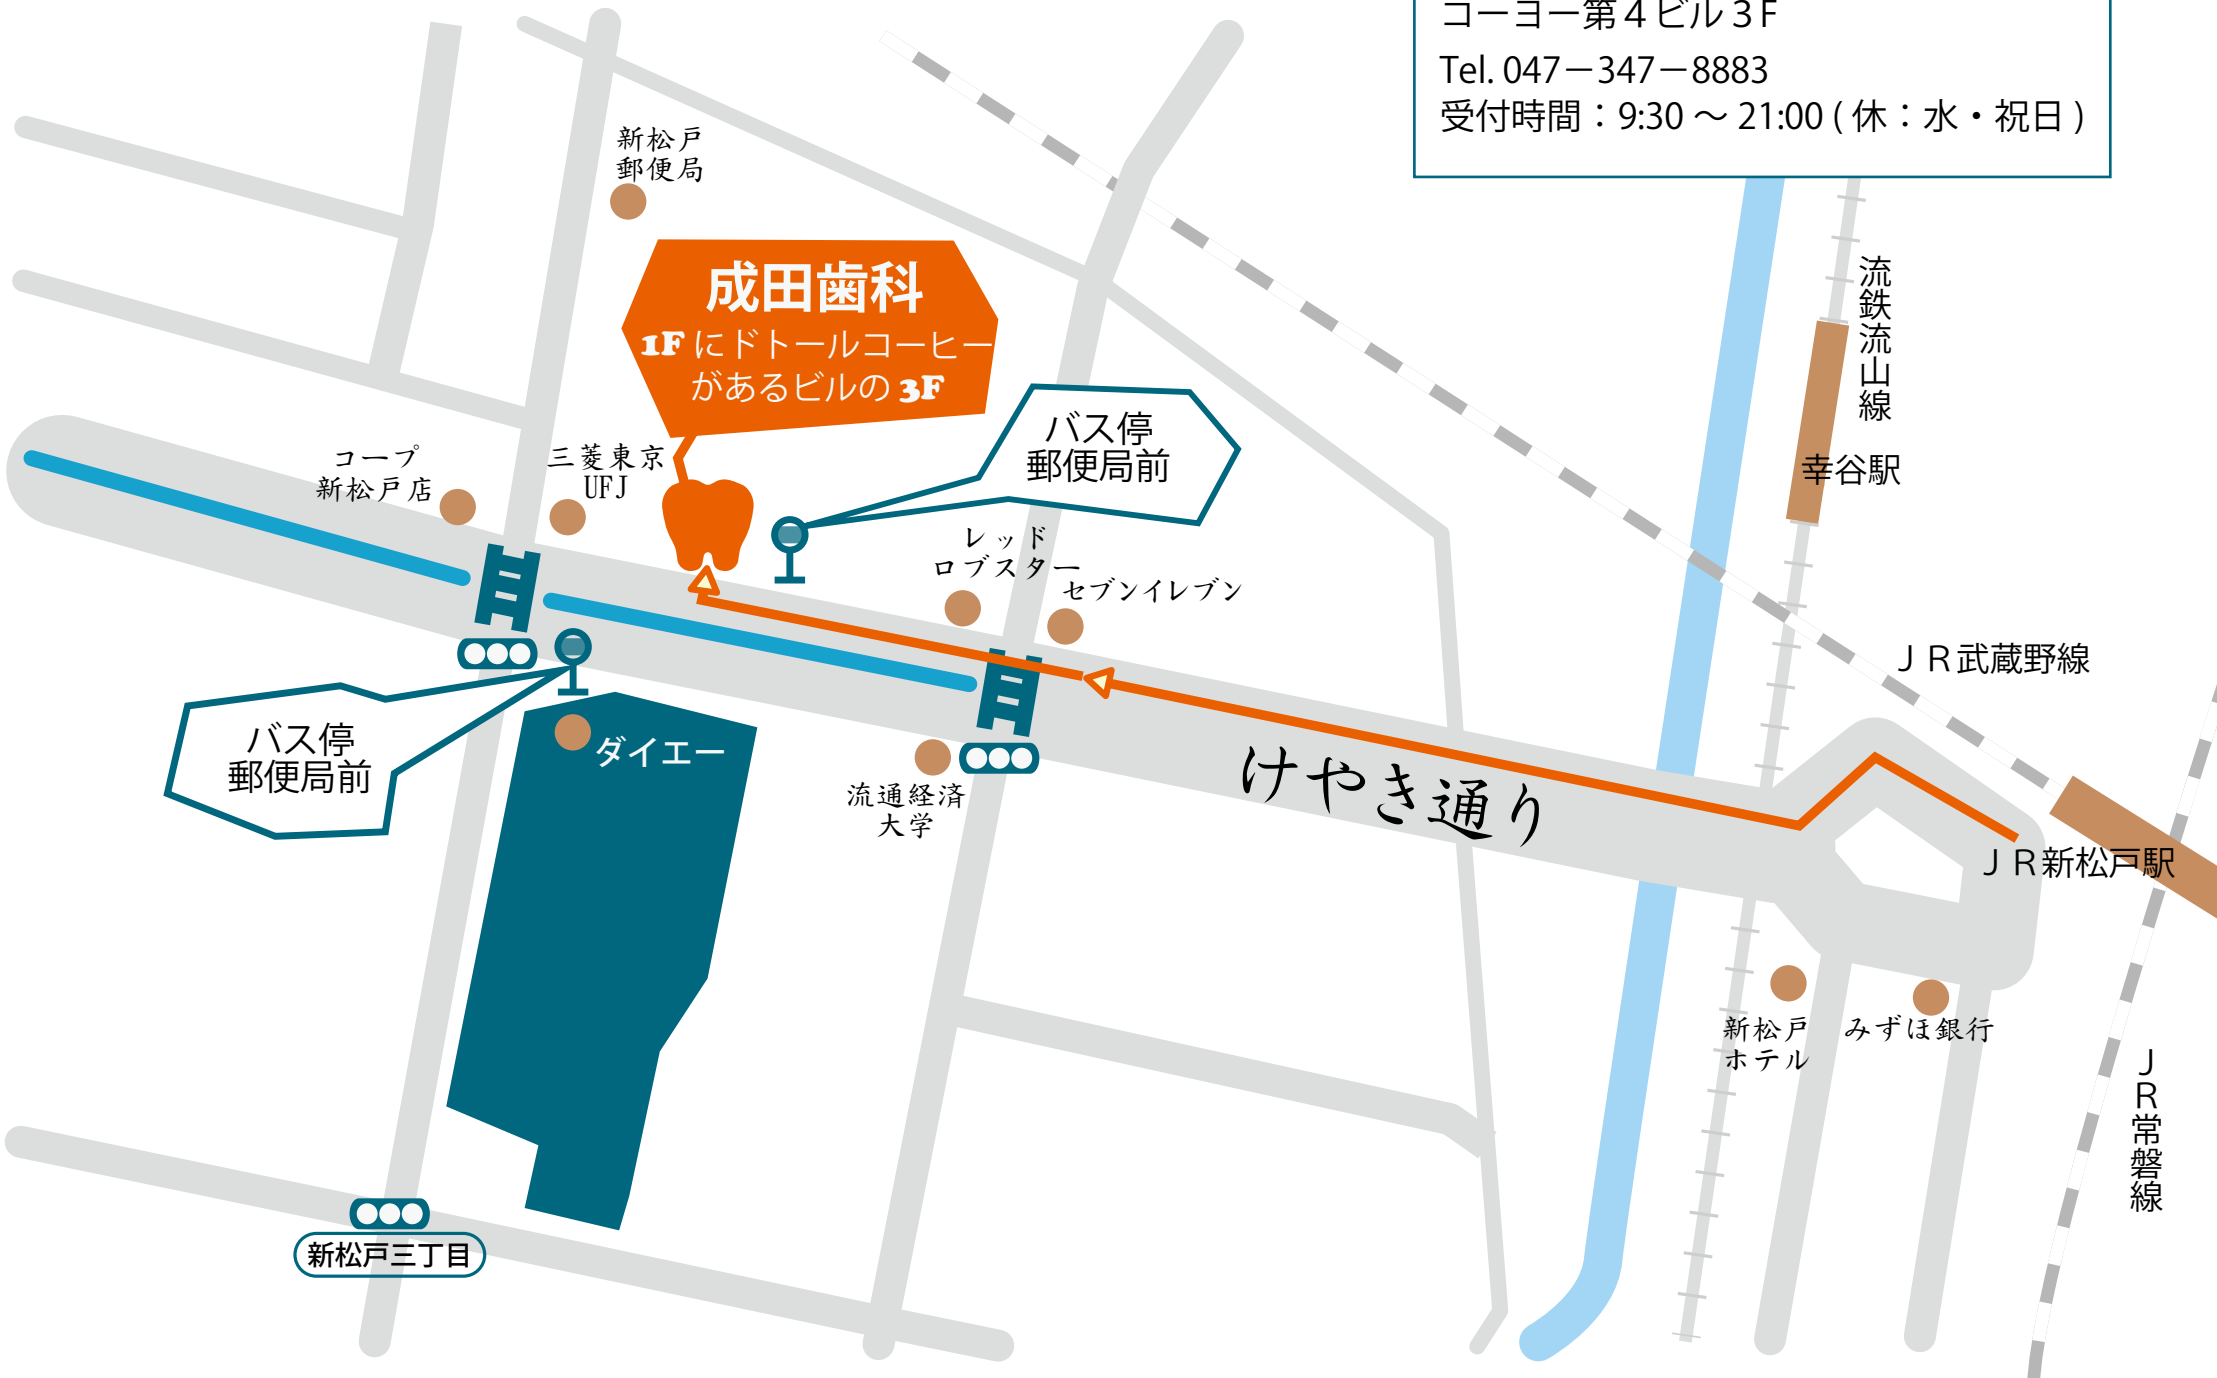 コーヨー第4ビル3F
Tel. 047－347－8883
受付時間：9:30 ～ 21:00 ( 休：水・祝日 )
新松戸
郵便局
成田歯科
1F にドトールコーヒー
があるビルの 3F
バス停
郵便局前
流鉄流山線
幸谷駅
コープ
新松戸店
三菱東京
UFJ
レッド
ロブスター
セブンイレブン
ＪＲ武蔵野線
バス停
郵便局前
ダイエー
流通経済
大学
けやき通り
ＪＲ新松戸駅
新松戸
ホテル
みずほ銀行
ＪＲ常磐線
新松戸三丁目